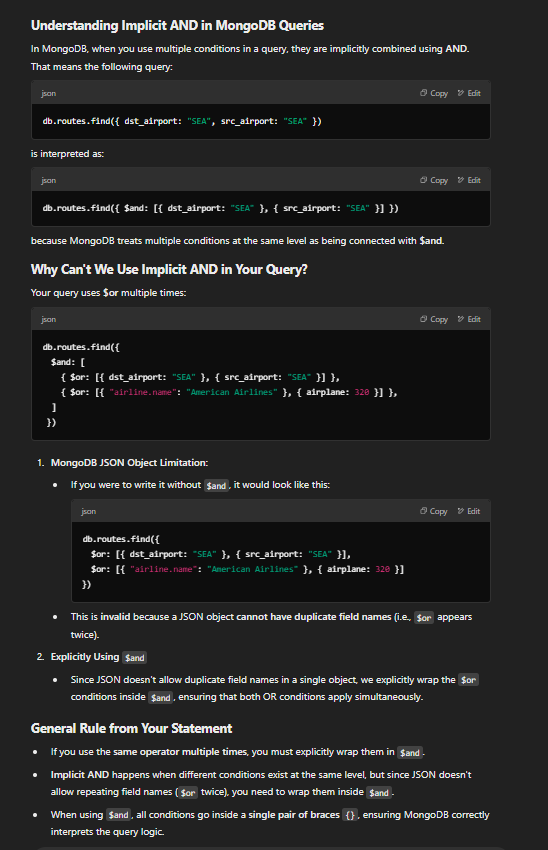 Understanding Implicit AND in MongoDB Queries
In MongoDB, when you use multiple conditions in a query, they are implicitly combined using AND.
That means the following query:
json
Copy
Edit
db.routes.find({ dst_airport: "SEA", src_airport: "SEA" })
is interpreted as:
json
Copy
Edit
db.routes.find({ $and: [{ dst_airport: "SEA" }, { src_airport: "SEA" }] })
because MongoDB treats multiple conditions at the same level as being connected with $and.
Why Can't We Use Implicit AND in Your Query?
Your query uses $or multiple times:
json
Copy
Edit
db.routes.find({
  $and: [
    { $or: [{ dst_airport: "SEA" }, { src_airport: "SEA" }] },
    { $or: [{ "airline.name": "American Airlines" }, { airplane: 320 }] },
  ]
})
1. MongoDB JSON Object Limitation:
• If you were to write it without $and, it would look like this:
json
Copy
Edit
db.routes.find({
  $or: [{ dst_airport: "SEA" }, { src_airport: "SEA" }],
  $or: [{ "airline.name": "American Airlines" }, { airplane: 320 }]
})
• This is invalid because a JSON object cannot have duplicate field names (i.e., $or appears
twice).
2. Explicitly Using $and
• Since JSON doesn't allow duplicate field names in a single object, we explicitly wrap the $or
conditions inside $and, ensuring that both OR conditions apply simultaneously.
General Rule from Your Statement
• If you use the same operator multiple times, you must explicitly wrap them in $and.
• Implicit AND happens when different conditions exist at the same level, but since JSON doesn't
allow repeating field names ($or twice), you need to wrap them inside $and.
• When using $and, all conditions go inside a single pair of braces {}, ensuring MongoDB correctly
interprets the query logic.